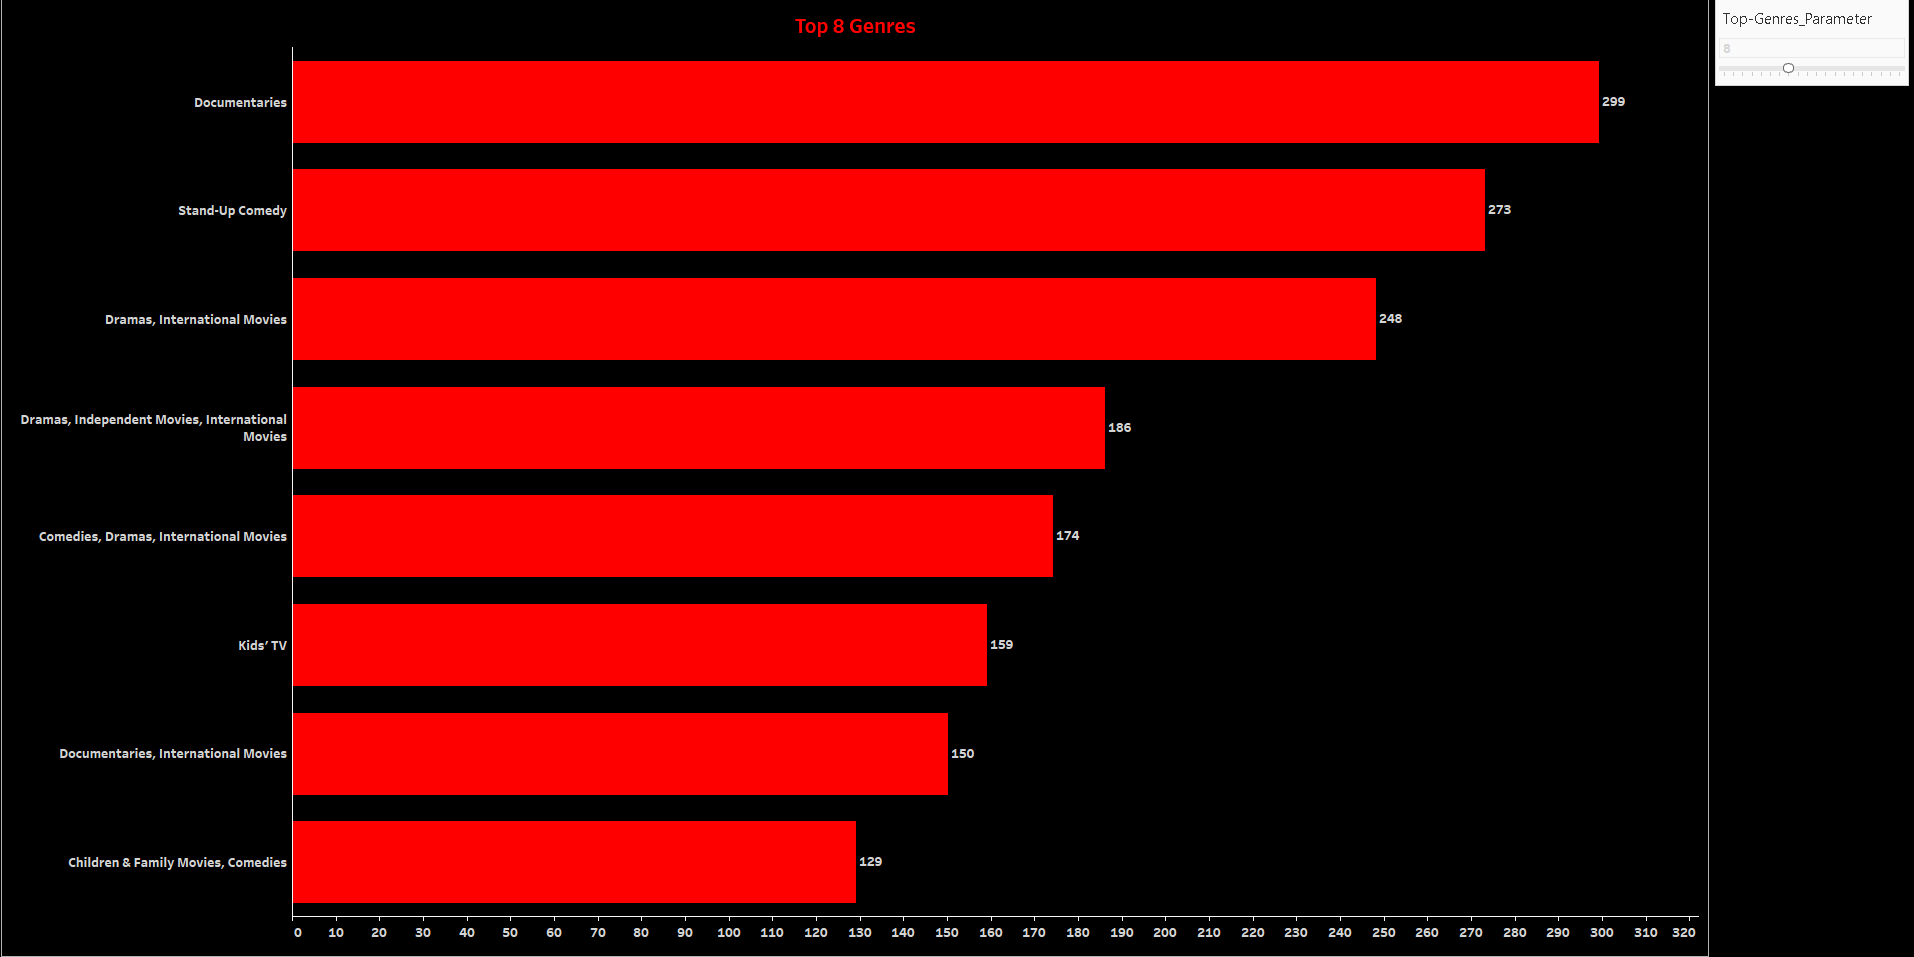 Top 8 Genres
Top-Genres_Parameter
8
Documentaries
299
Stand-Up Comedy
273
Dramas, International Movies
248
Dramas, Independent Movies, International
Movies
186
Comedies, Dramas, International Movies
174
Kids’ TV
159
Documentaries, International Movies
150
Children & Family Movies, Comedies
129
0 10 20 30 40 50 60 70 80 90 100 110 120 130 140 150 160 170 180 190 200 210 220 230 240 250 260 270 280 290 300 310 320